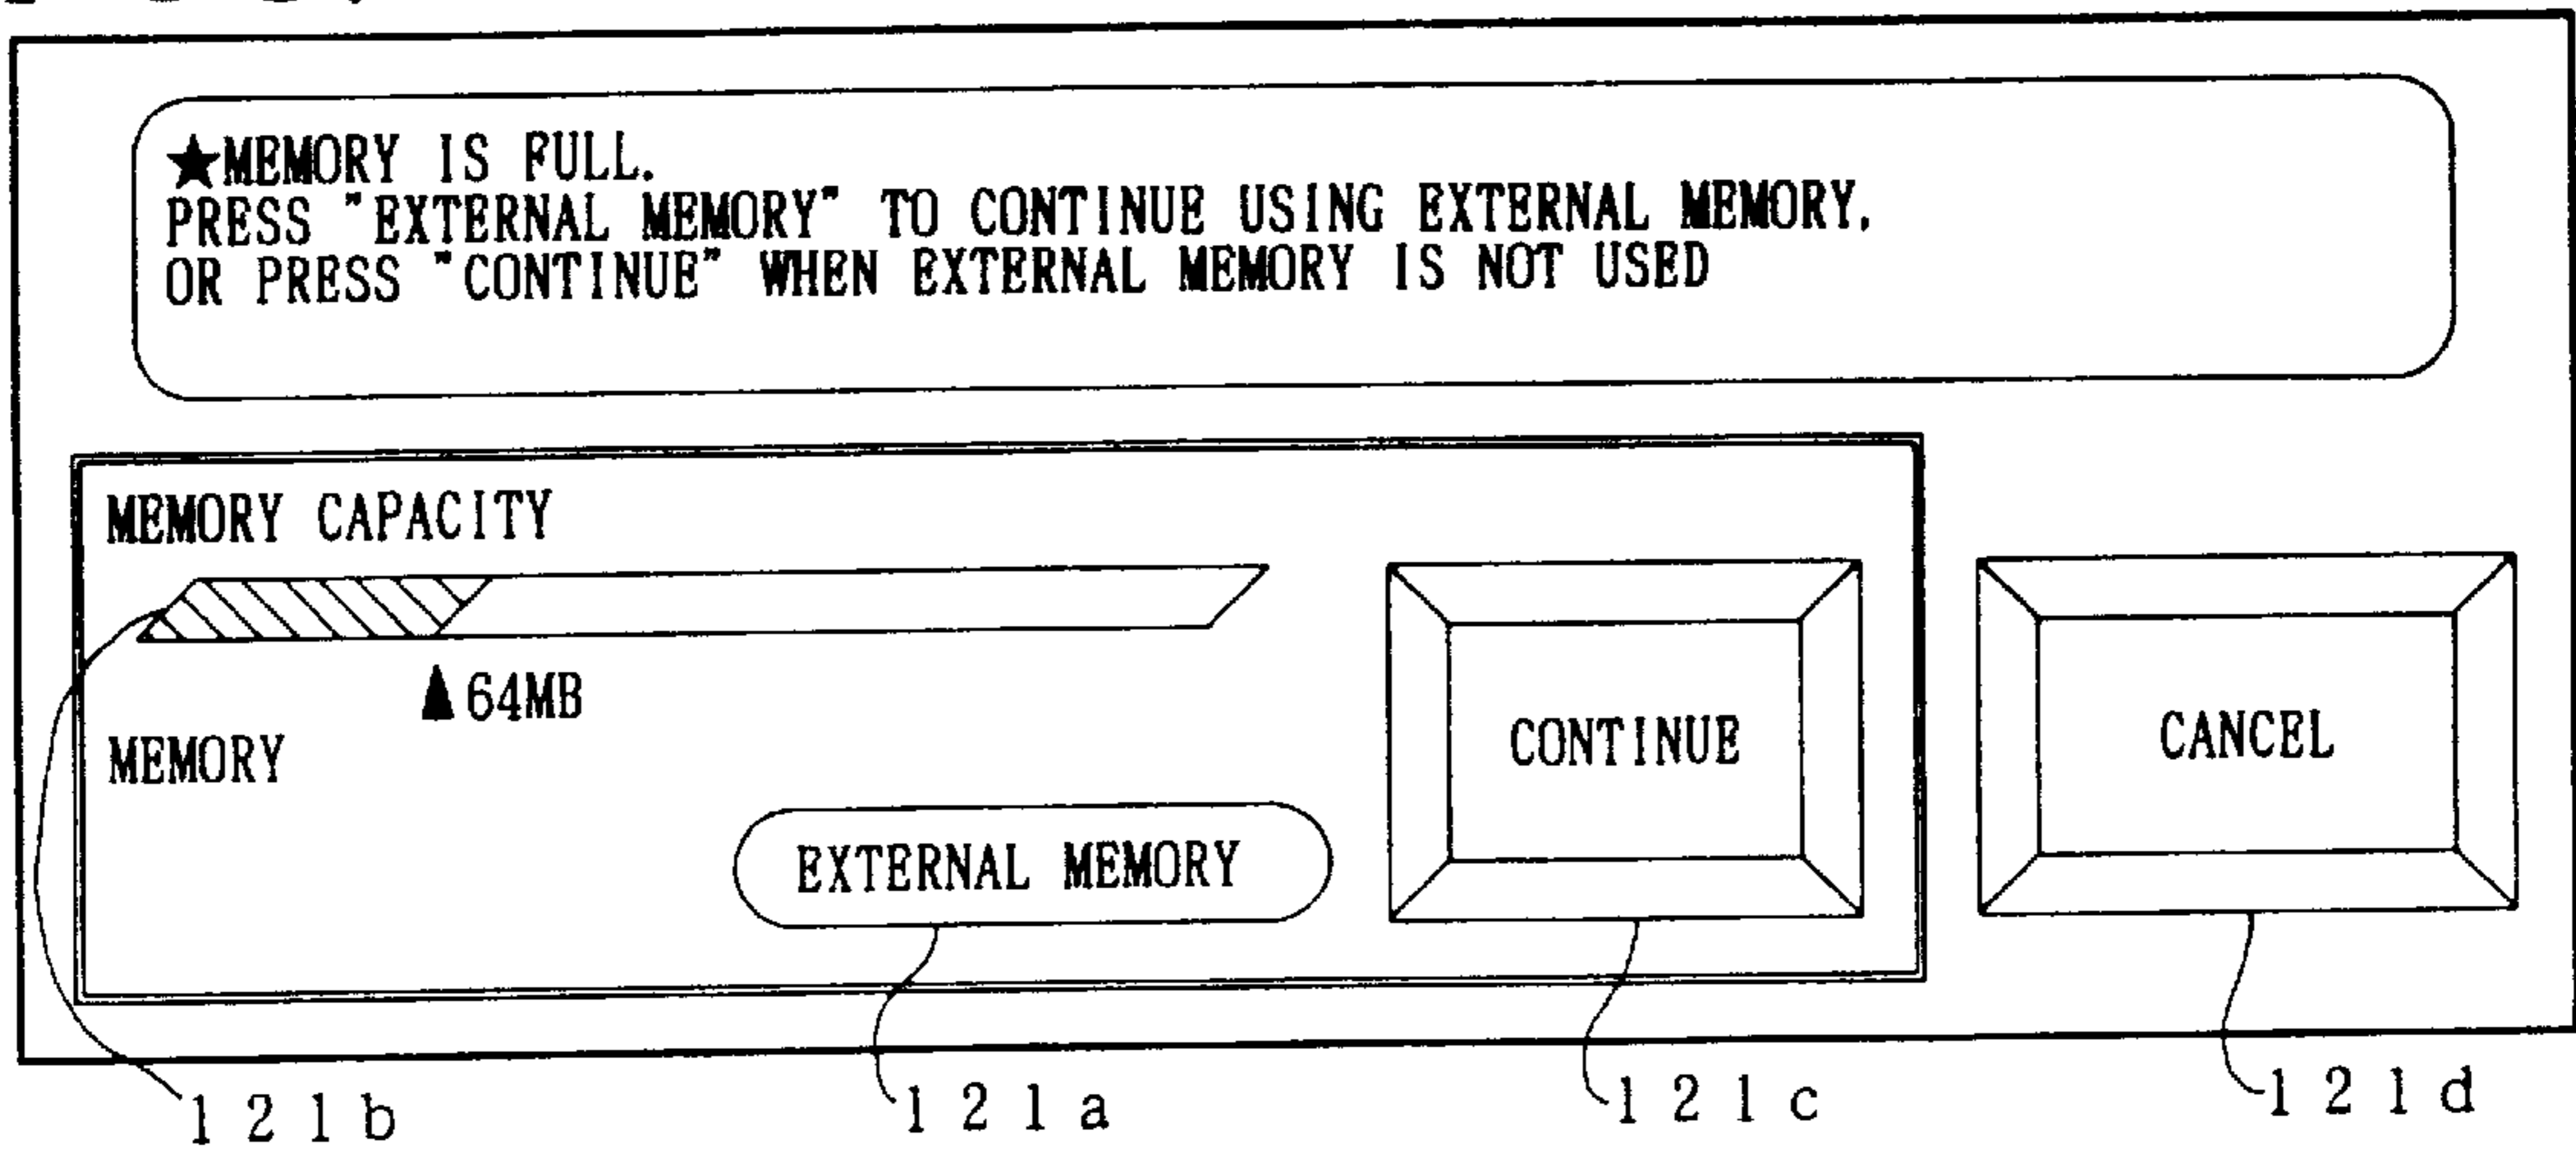 ★MEMORY IS FULL.
PRESS "EXTERNAL MEMORY" TO CONTINUE USING EXTERNAL MEMORY,
OR PRESS "CONTINUE" WHEN EXTERNAL MEMORY IS NOT USED
MEMORY CAPACITY
▲64MB
MEMORY
EXTERNAL MEMORY
CONTINUE
CANCEL
121b
121a
121c
121d